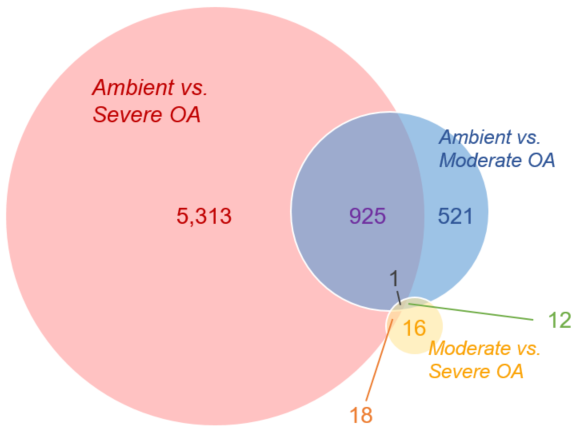 Ambient vs.
Severe OA
Ambient vs.
Moderate OA
5,313
925
521
1
16
12
Moderate vs.
Severe OA
18